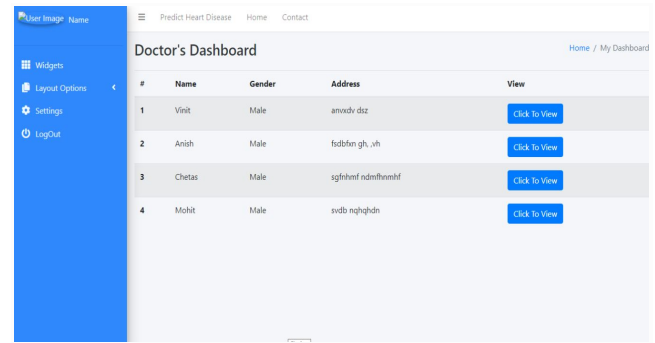 User Image Name
Predict Heart Disease Home Contact
Doctor's Dashboard
Home / My Dashboard
Widgets
Layout Options
Settings
LogOut
# Name Gender Address View
1 Vinit Male anvxdv dsz Click To View
2 Anish Male fsdbfxn gh, ,vh Click To View
3 Chetas Male sgfnhmf ndmfhnmhf Click To View
4 Mohit Male svdb nqhqhdn Click To View